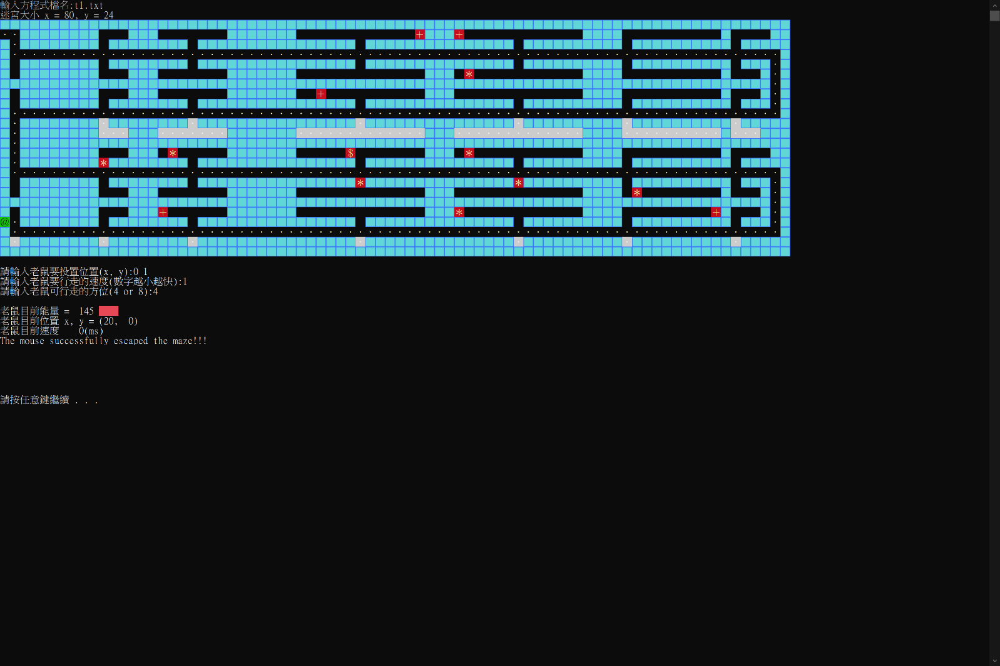 輸入方程式檔名:t1.txt
迷宮大小 x = 80, y = 24
+ +
*
+
* $ *
*
* *
*
+ * +
@
請輸入老鼠要投置位置(x, y):0 1
請輸入老鼠要行走的速度(數字越小越快):1
請輸入老鼠可行走的方位(4 or 8):4
老鼠目前能量 = 145
老鼠目前位置 x, y = (20, 0)
老鼠目前速度 0(ms)
The mouse successfully escaped the maze!!!
請按任意鍵繼續 . . .